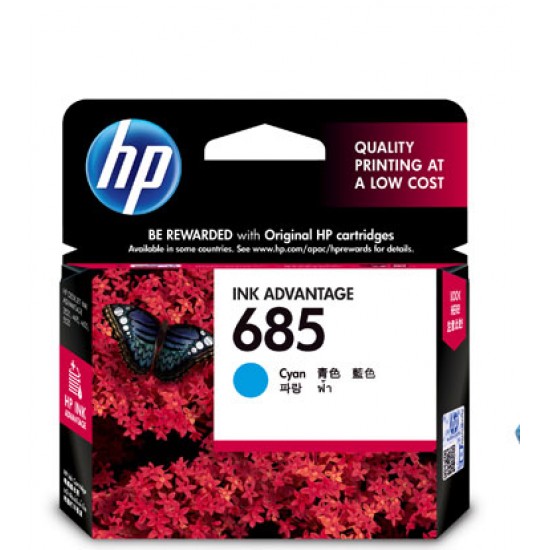 hp
QUALITY
PRINTING AT
A LOW COST
BE REWARDED with Original HP cartridges
Available in some countries. See www.hp.com/apac/hprewards for details.
INK ADVANTAGE
685
Cyan 青色 藍色
파랑 ฟ้า
HP INK
ADVANTAGE
hp